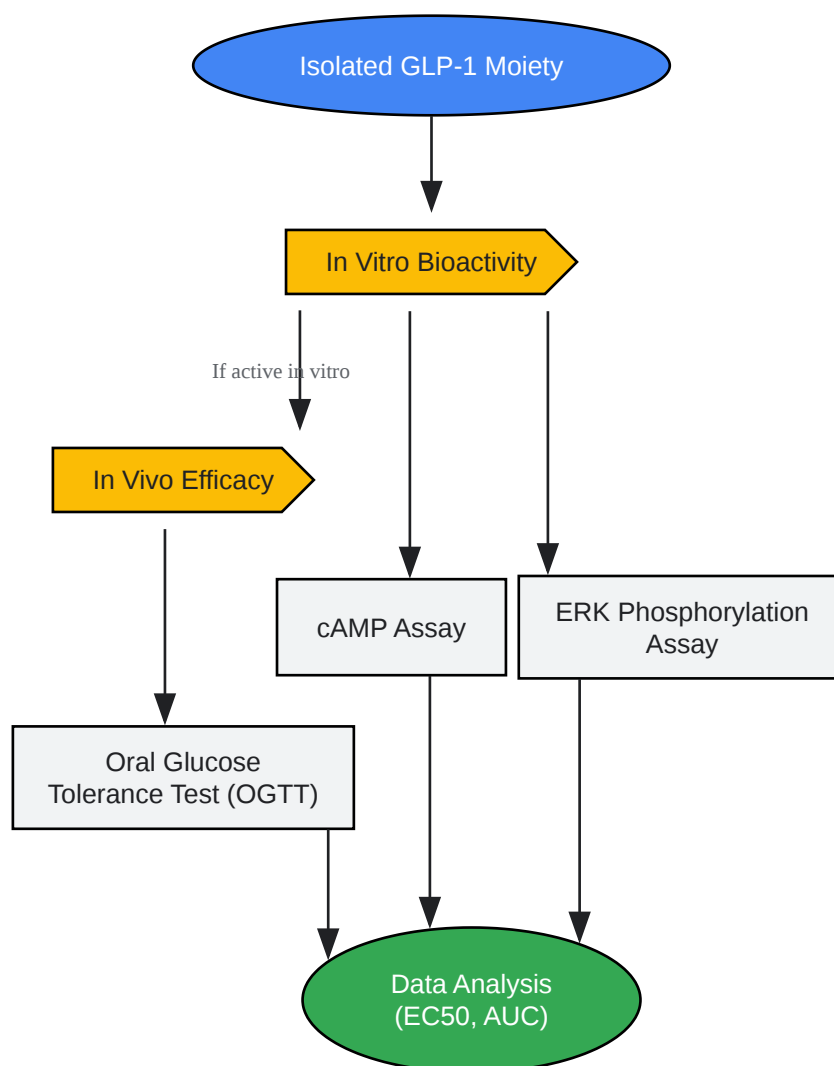 Isolated GLP-1 Moiety
In Vitro Bioactivity
If active in vitro
In Vivo Efficacy
cAMP Assay
ERK Phosphorylation
Assay
Oral Glucose
Tolerance Test (OGTT)
Data Analysis
(EC50, AUC)